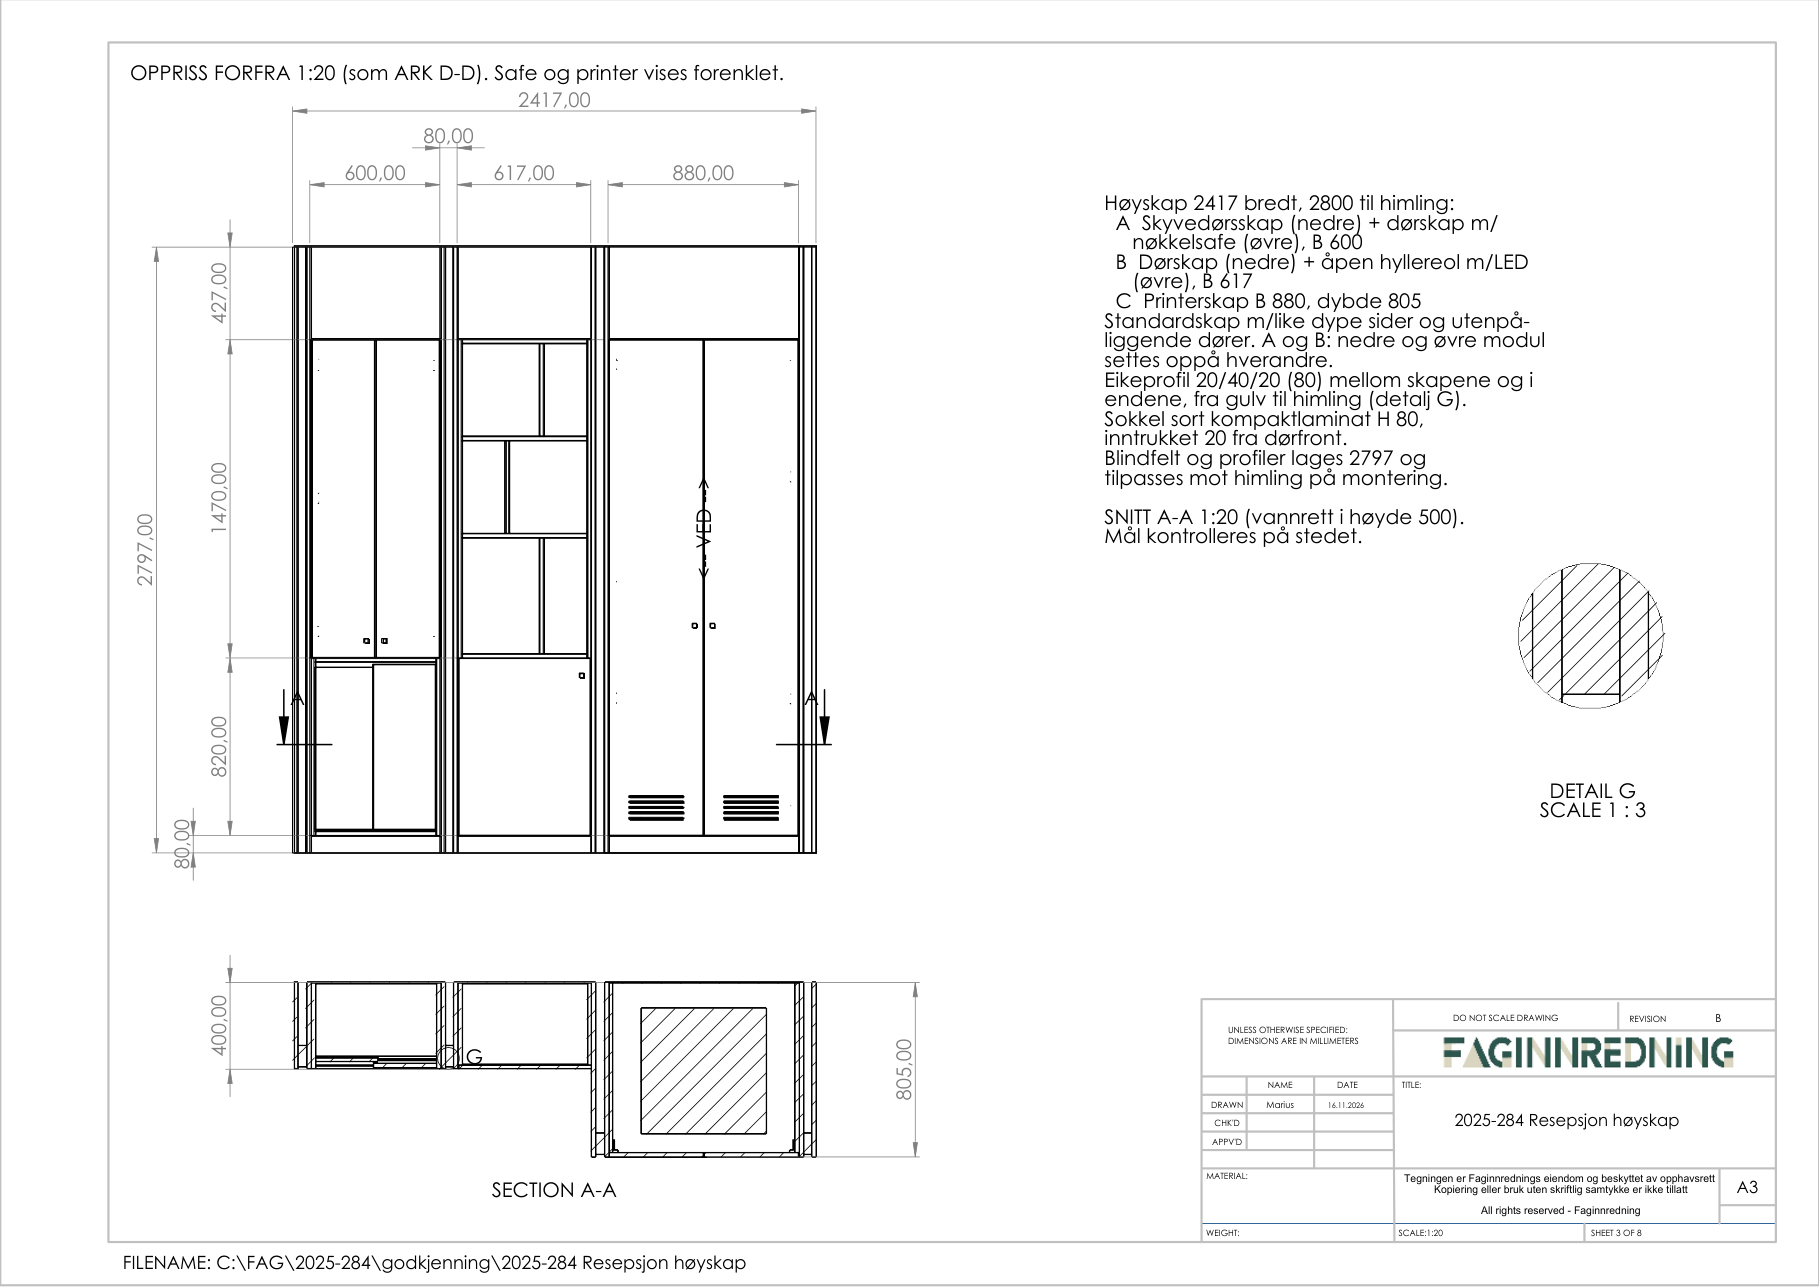 OPPRISS FORFRA 1:20 (som ARK D-D). Safe og printer vises forenklet.
2417,00
80,00
600,00
617,00
880,00
427,00
1470,00
2797,00
820,00
80,00
VED
A
A
Høyskap 2417 bredt, 2800 til himling:
A Skyvedørsskap (nedre) + dørskap m/
nøkkelsafe (øvre), B 600
B Dørskap (nedre) + åpen hyllereol m/LED
(øvre), B 617
C Printerskap B 880, dybde 805
Standardskap m/like dype sider og utenpå-
liggende dører. A og B: nedre og øvre modul
settes oppå hverandre.
Eikeprofil 20/40/20 (80) mellom skapene og i
endene, fra gulv til himling (detalj G).
Sokkel sort kompaktlaminat H 80,
inntrukket 20 fra dørfront.
Blindfelt og profiler lages 2797 og
tilpasses mot himling på montering.
SNITT A-A 1:20 (vannrett i høyde 500).
Mål kontrolleres på stedet.
DETAIL G
SCALE 1 : 3
400,00
G
805,00
SECTION A-A
UNLESS OTHERWISE SPECIFIED:
DIMENSIONS ARE IN MILLIMETERS
DO NOT SCALE DRAWING
REVISION B
FAGINNREDNiNG
NAME DATE
DRAWN Marius 16.11.2026
CHK'D
APPV'D
TITLE:
2025-284 Resepsjon høyskap
MATERIAL:
Tegningen er Faginnrednings eiendom og beskyttet av opphavsrett
Kopiering eller bruk uten skriftlig samtykke er ikke tillatt
All rights reserved - Faginnredning
A3
WEIGHT:
SCALE:1:20
SHEET 3 OF 8
FILENAME: C:\FAG\2025-284\godkjenning\2025-284 Resepsjon høyskap